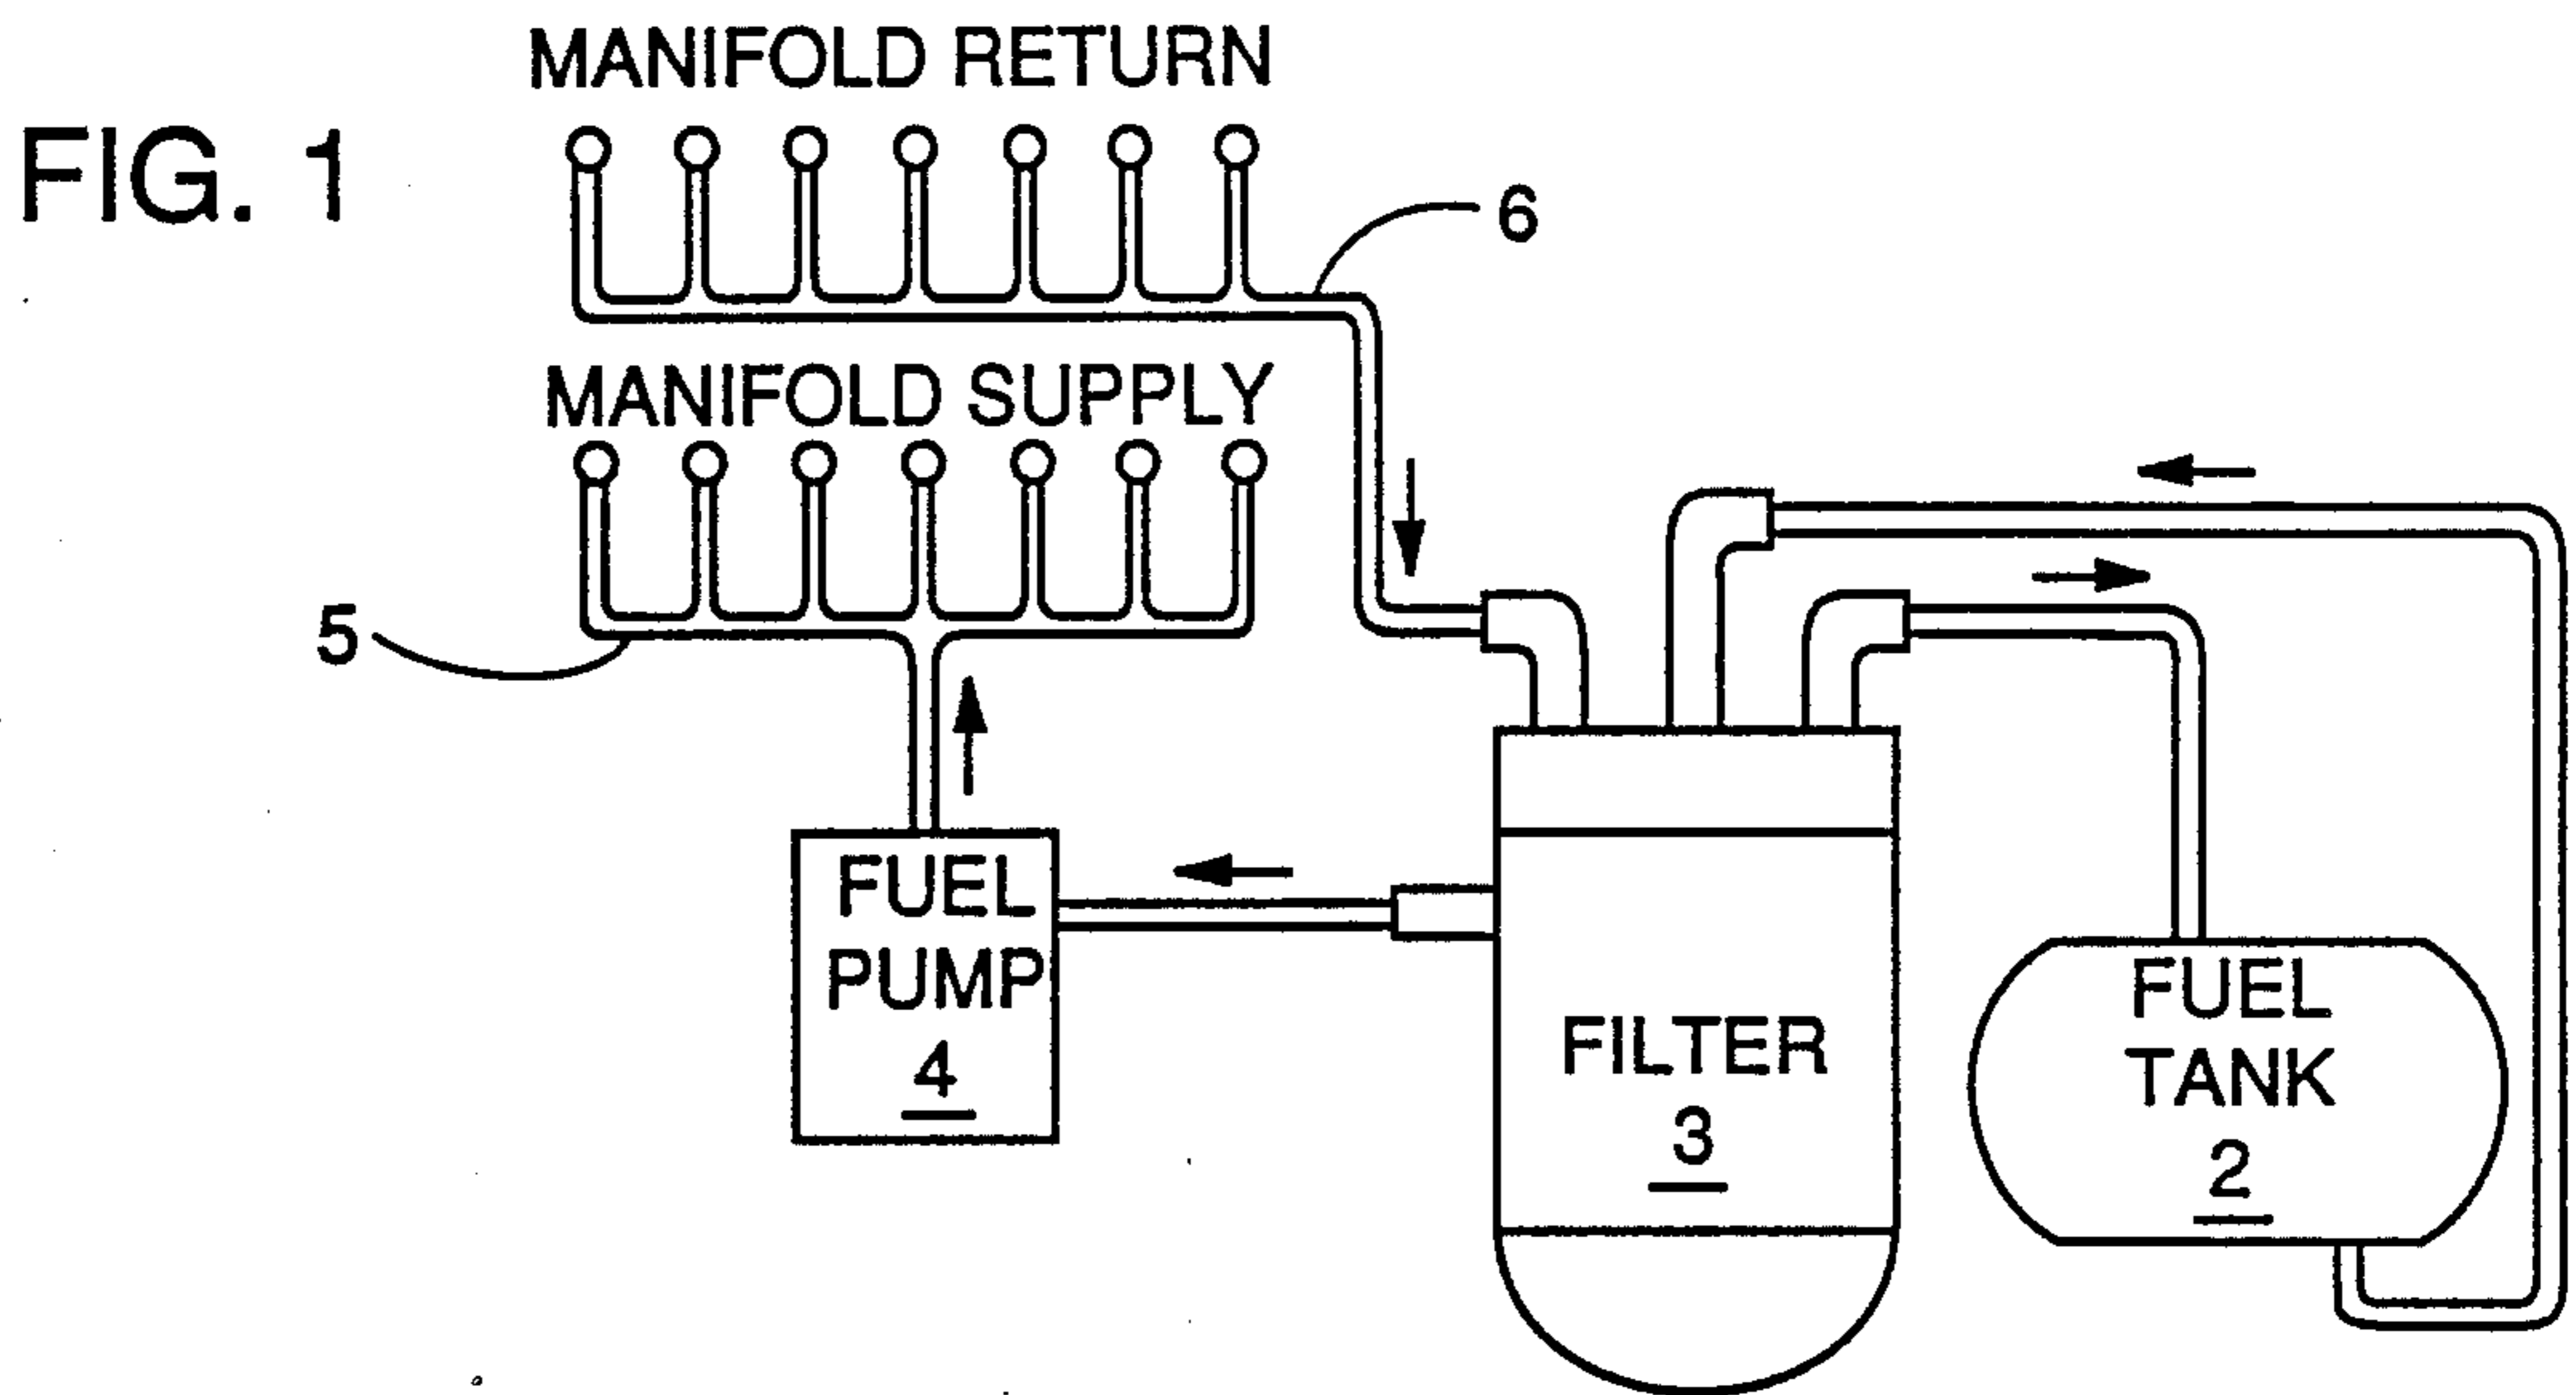 FIG. 1
MANIFOLD RETURN
6
MANIFOLD SUPPLY
5
FUEL
PUMP
4
FILTER
3
FUEL
TANK
2